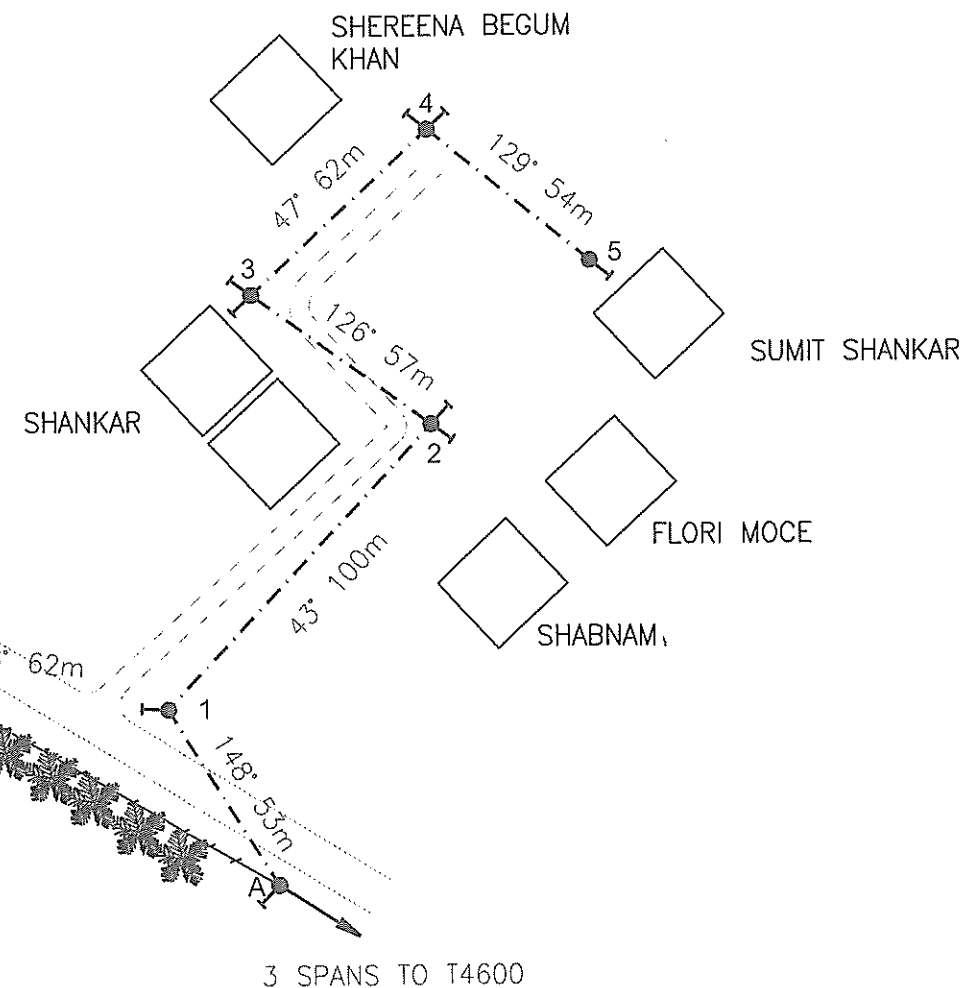 SHEREENA BEGUM
KHAN
4
129° 54m
47° 62m
5
3
126° 57m
SUMIT SHANKAR
SHANKAR
2
FLORI MOCE
43° 100m
SHABNAM
° 62m
1
148° 53m
A
3 SPANS TO T4600